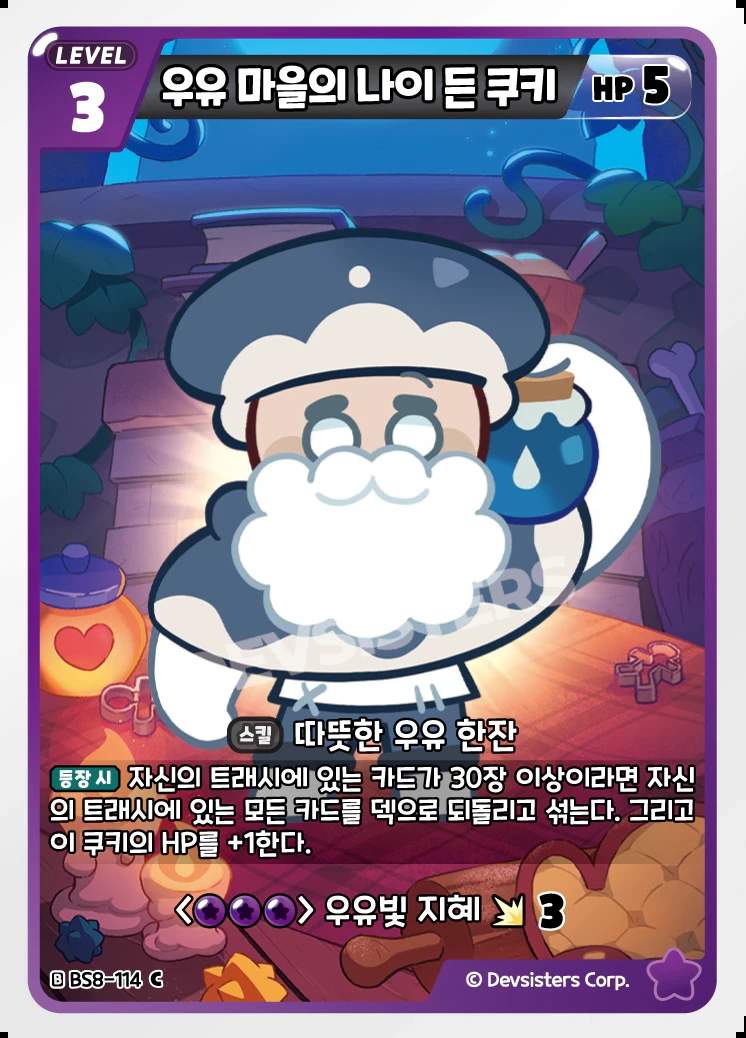 LEVEL
3
우유 마을의 나이 든 쿠키
HP 5
DEVSISTERS
스킬 따뜻한 우유 한잔
등장 시 자신의 트래시에 있는 카드가 30장 이상이라면 자신
의 트래시에 있는 모든 카드를 덱으로 되돌리고 섞는다. 그리고
이 쿠키의 HP를 +1한다.
우유빛 지혜 3
B BS8-114 C
© Devsisters Corp.